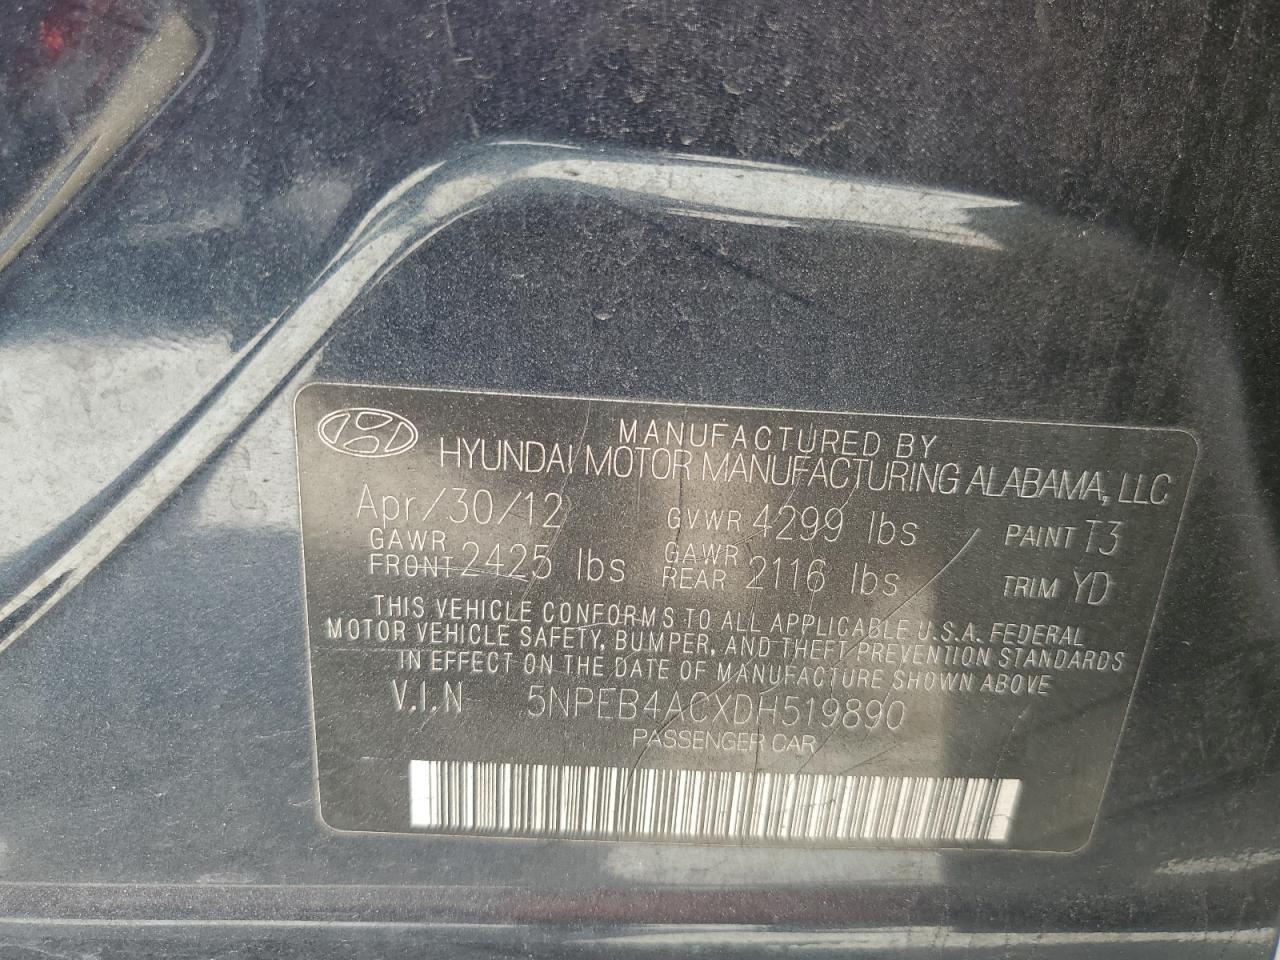 MANUFACTURED BY
HYUNDAI MOTOR MANUFACTURING ALABAMA, LLC
Apr/30/12 GVWR 4299 lbs PAINT T3
GAWR FRONT 2425 lbs GAWR REAR 2116 lbs TRIM YD
THIS VEHICLE CONFORMS TO ALL APPLICABLE U.S.A. FEDERAL
MOTOR VEHICLE SAFETY, BUMPER, AND THEFT PREVENTION STANDARDS
IN EFFECT ON THE DATE OF MANUFACTURE SHOWN ABOVE
V.I.N 5NPEB4ACXDH519890
PASSENGER CAR